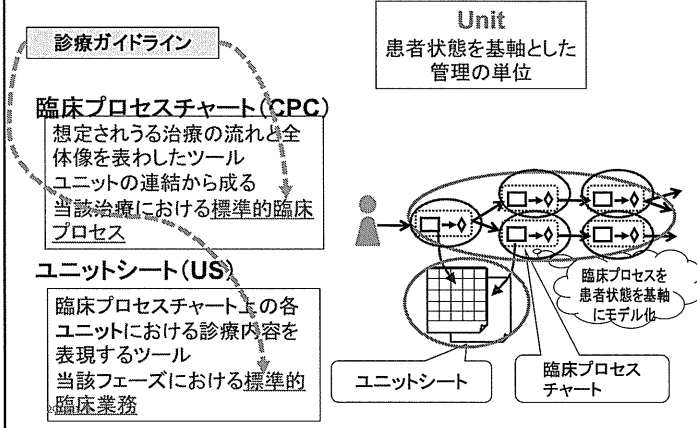 診療ガイドライン
Unit
患者状態を基軸とした
管理の単位
臨床プロセスチャート(CPC)
想定されうる治療の流れと全
体像を表わしたツール
ユニットの連結から成る
当該治療における標準的臨床
プロセス
ユニットシート(US)
臨床プロセスチャート上の各
ユニットにおける診療内容を
表現するツール
当該フェーズにおける標準的
臨床業務
臨床プロセスを
患者状態を基軸
にモデル化
ユニットシート
臨床プロセス
チャート